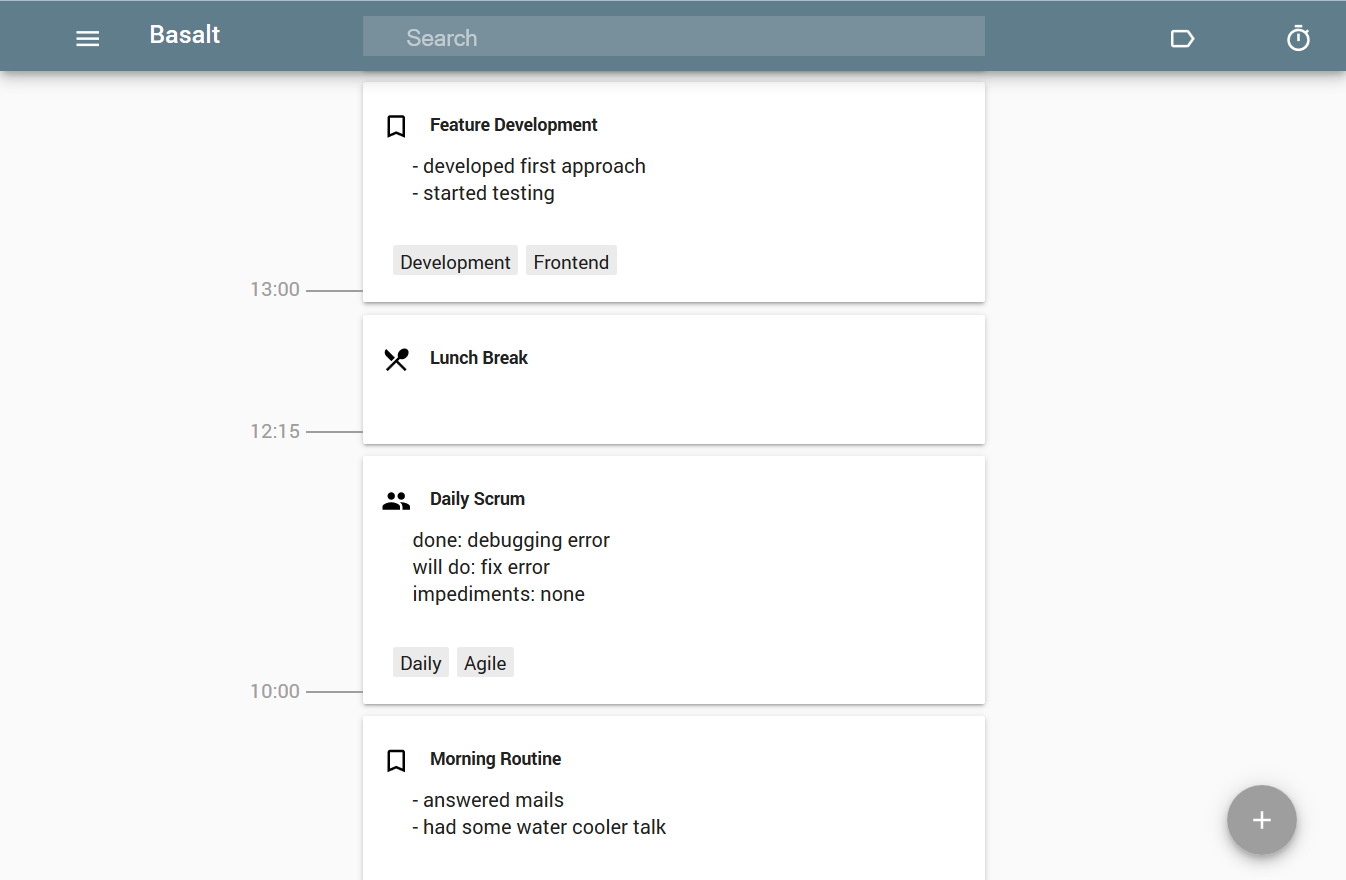 Basalt
Search
Feature Development
- developed first approach
- started testing
Development Frontend
13:00
Lunch Break
12:15
Daily Scrum
done: debugging error
will do: fix error
impediments: none
Daily Agile
10:00
Morning Routine
- answered mails
- had some water cooler talk